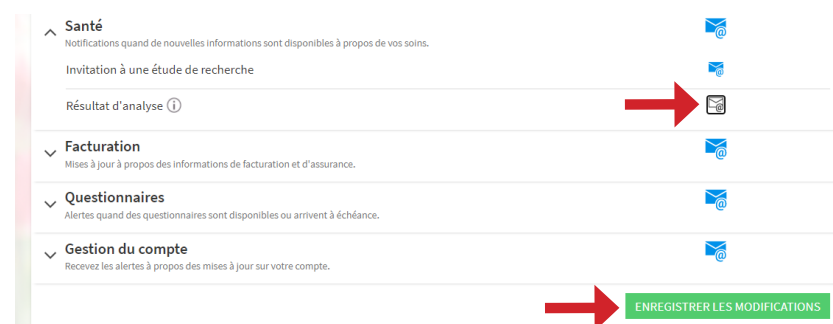 Santé
Notifications quand de nouvelles informations sont disponibles à propos de vos soins.
Invitation à une étude de recherche
Résultat d'analyse
Facturation
Mises à jour à propos des informations de facturation et d'assurance.
Questionnaires
Alertes quand des questionnaires sont disponibles ou arrivent à échéance.
Gestion du compte
Recevez les alertes à propos des mises à jour sur votre compte.
ENREGISTRER LES MODIFICATIONS